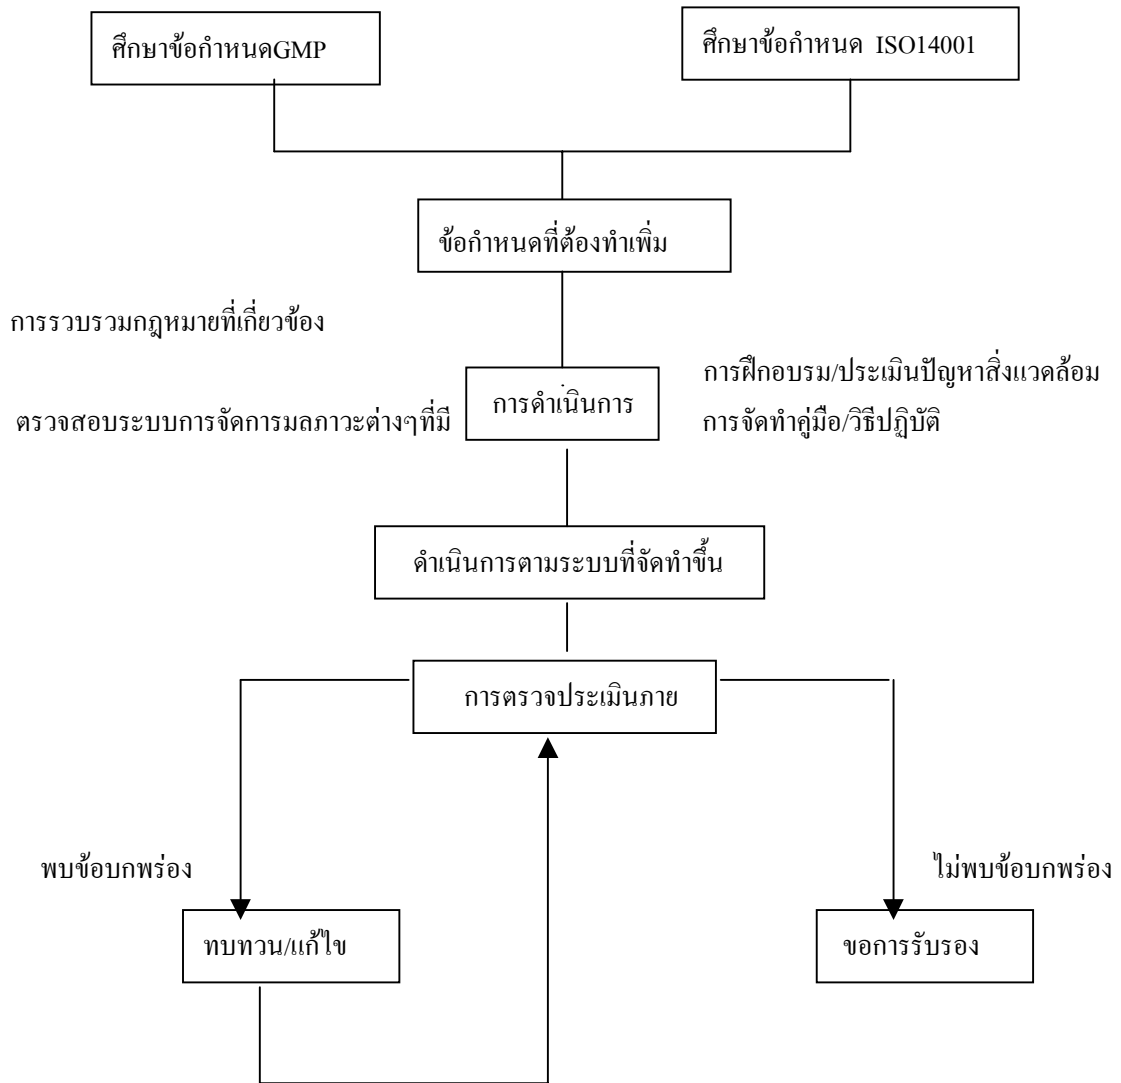 ศึกษาข้อกำหนดGMP
ศึกษาข้อกำหนด ISO14001
ข้อกำหนดที่ต้องทำเพิ่ม
การรวบรวมกฎหมายที่เกี่ยวข้อง
การฝึกอบรม/ประเมินปัญหาสิ่งแวดล้อม
การดำเนินการ
ตรวจสอบระบบการจัดการมลภาวะต่างๆที่มี
การจัดทำคู่มือ/วิธีปฏิบัติ
ดำเนินการตามระบบที่จัดทำขึ้น
การตรวจประเมินภาย
พบข้อบกพร่อง
ไม่พบข้อบกพร่อง
ทบทวน/แก้ไข
ขอการรับรอง